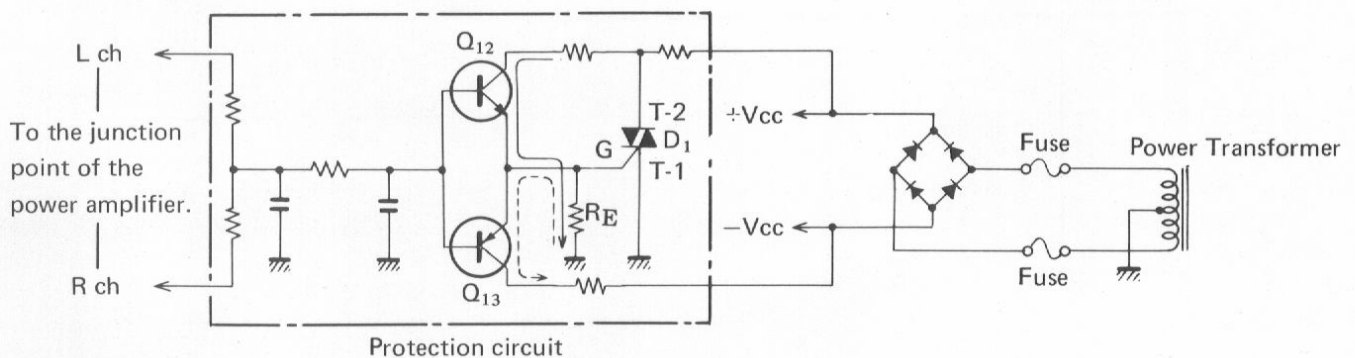 L ch
To the junction
point of the
power amplifier.
R ch
Q12
Q13
G
T-2
D1
T-1
RE
÷Vcc
−Vcc
Fuse
Fuse
Power Transformer
Protection circuit